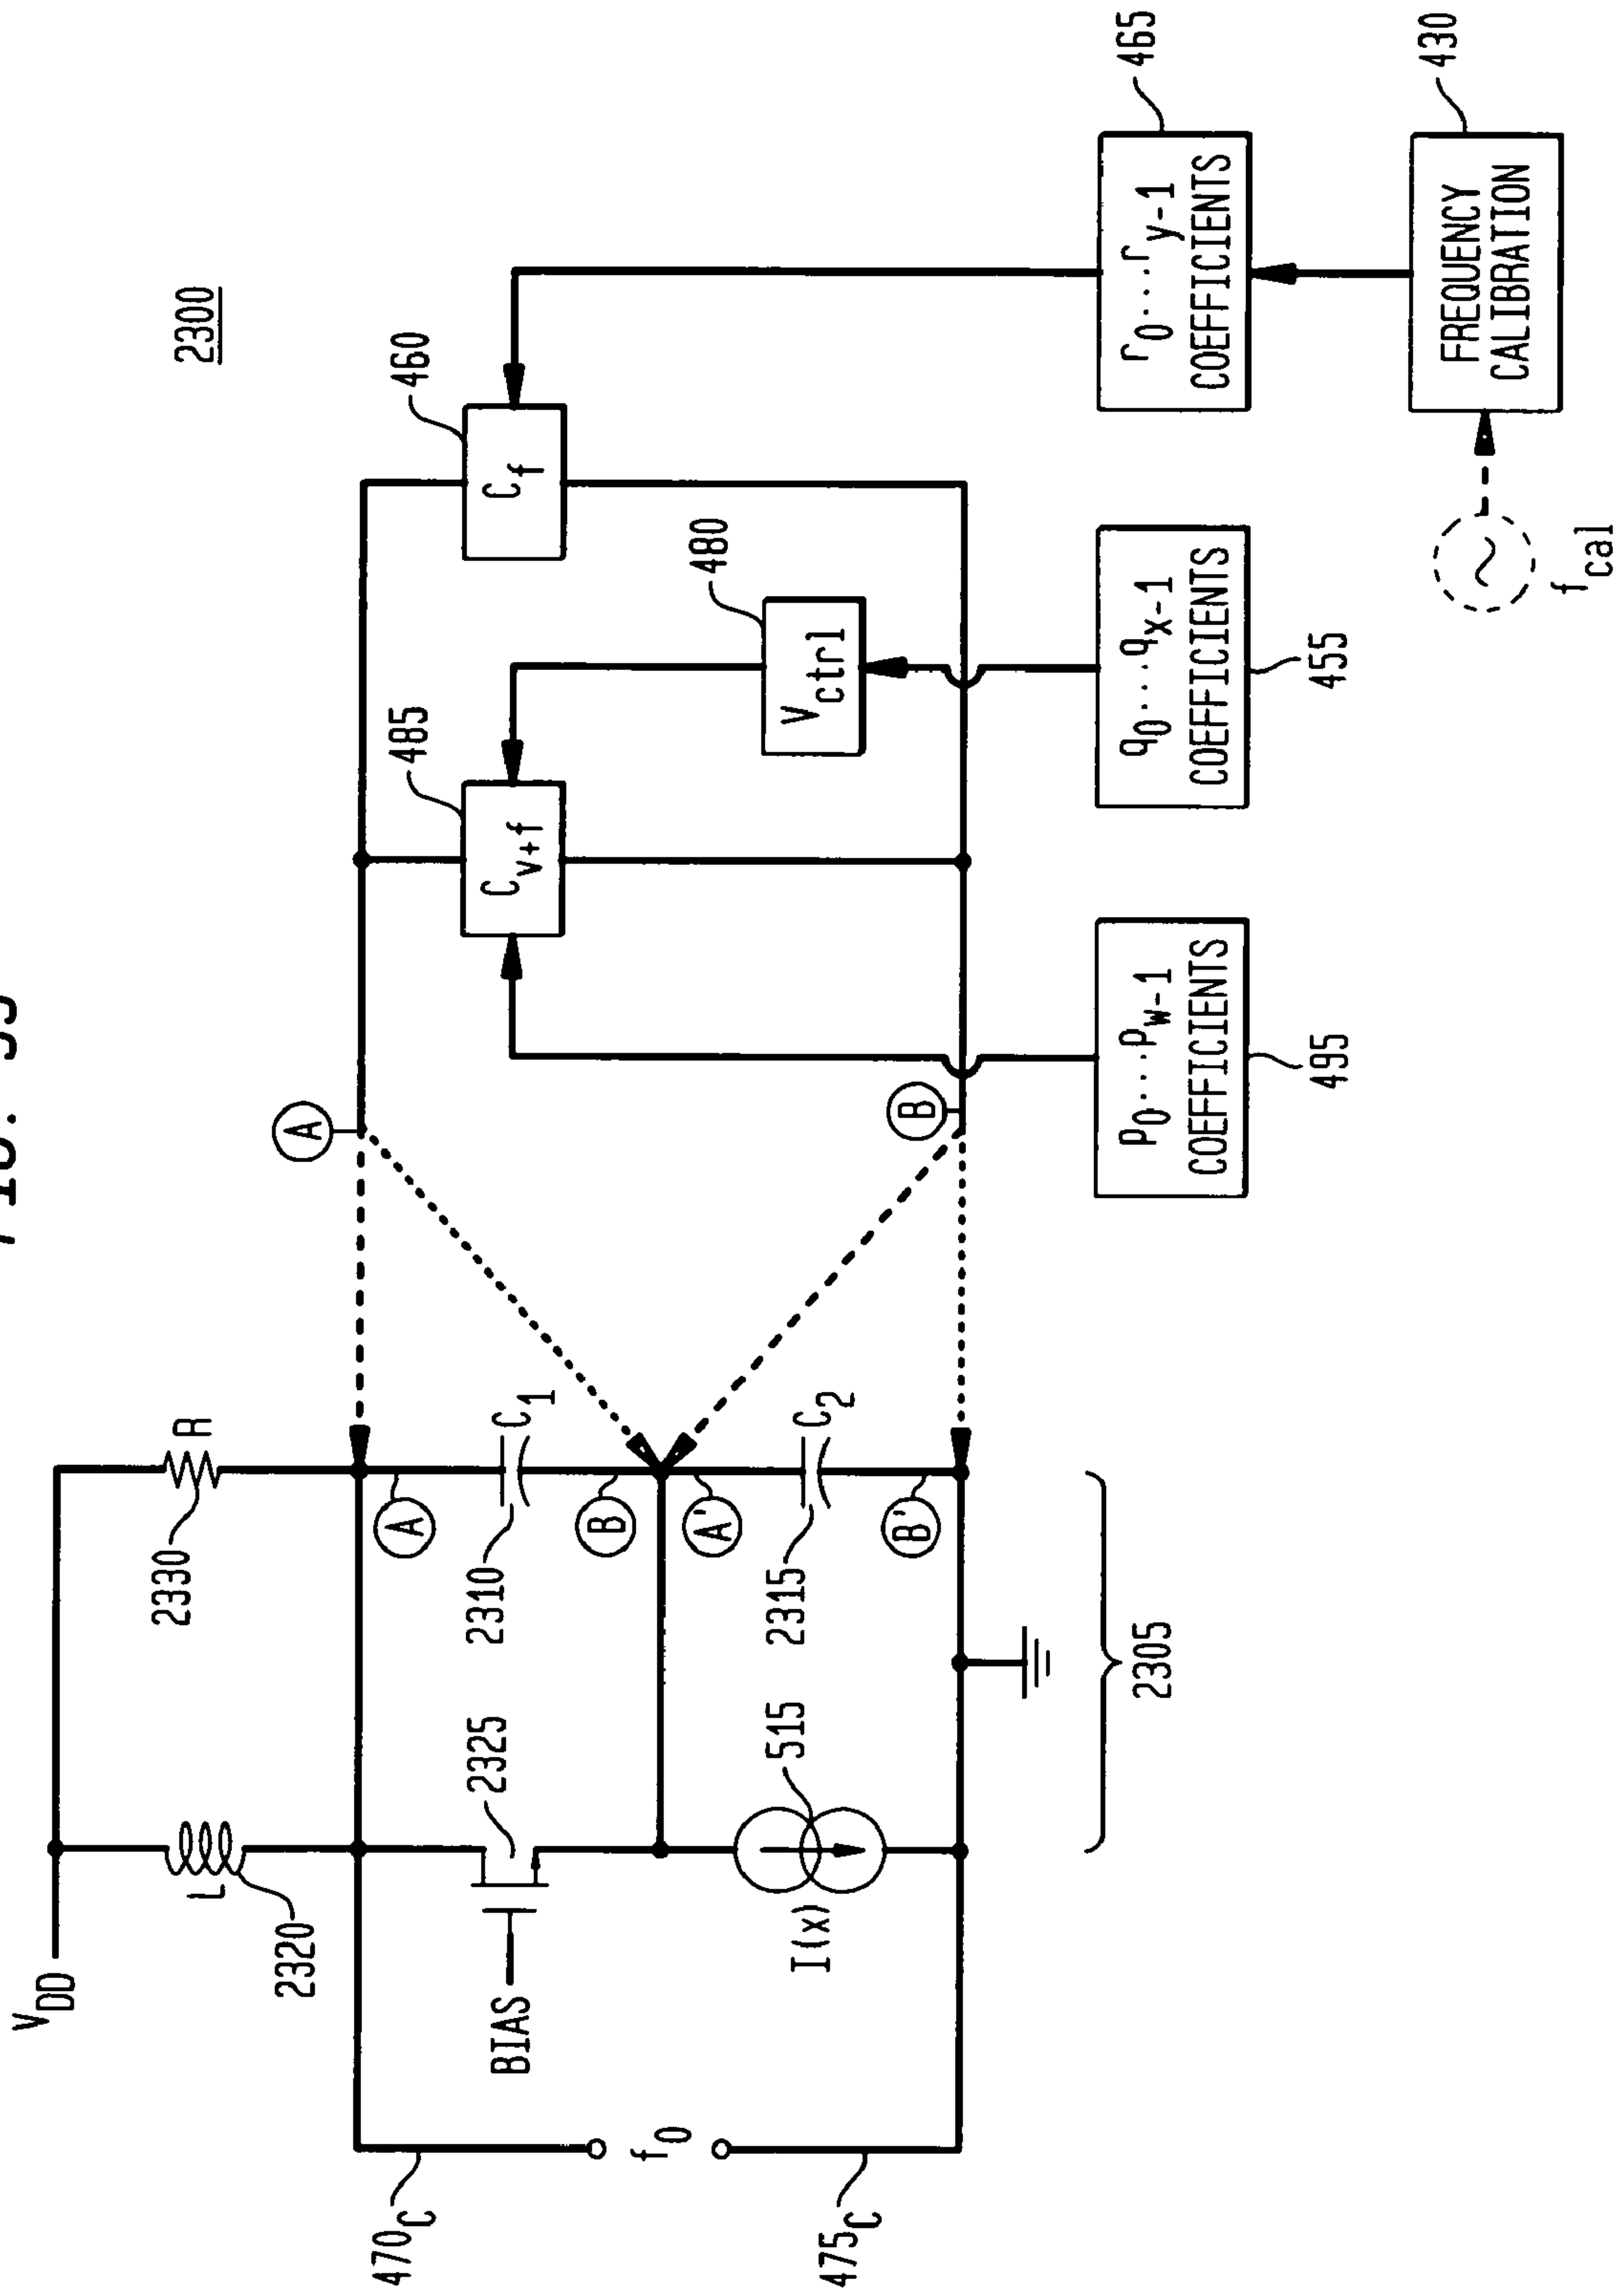 2300
V_DD
L
2320
2330
R
470_C
BIAS
2325
2310
C_1
A
B
A'
B'
f_0
475_C
I(x)
515
2315
C_2
2305
A
B
485
C_v+f
480
V_ctrl
460
C_f
p_0...p_w-1
COEFFICIENTS
495
q_0...q_x-1
COEFFICIENTS
455
r_0...r_y-1
COEFFICIENTS
465
FREQUENCY
CALIBRATION
430
f_cal